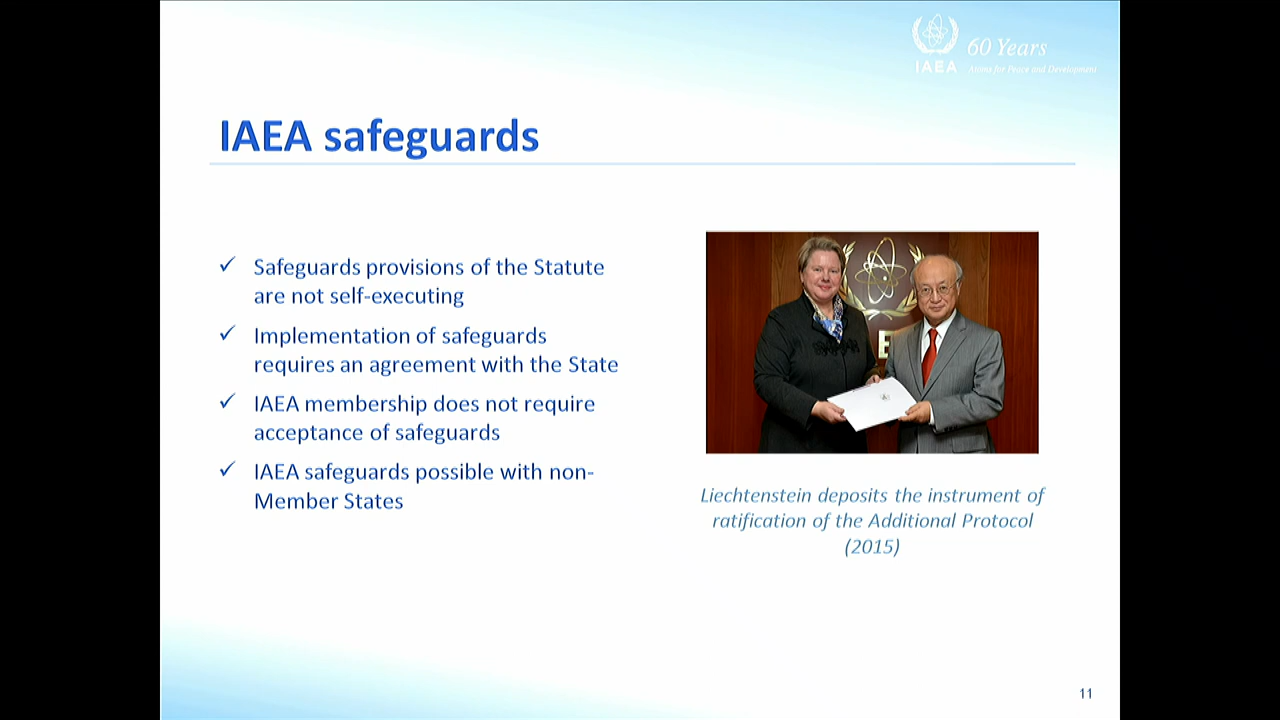 60 Years
IAEA
Atoms for Peace and Development
IAEA safeguards
✓ Safeguards provisions of the Statute
are not self-executing
✓ Implementation of safeguards
requires an agreement with the State
✓ IAEA membership does not require
acceptance of safeguards
✓ IAEA safeguards possible with non-
Member States
E
Liechtenstein deposits the instrument of
ratification of the Additional Protocol
(2015)
11